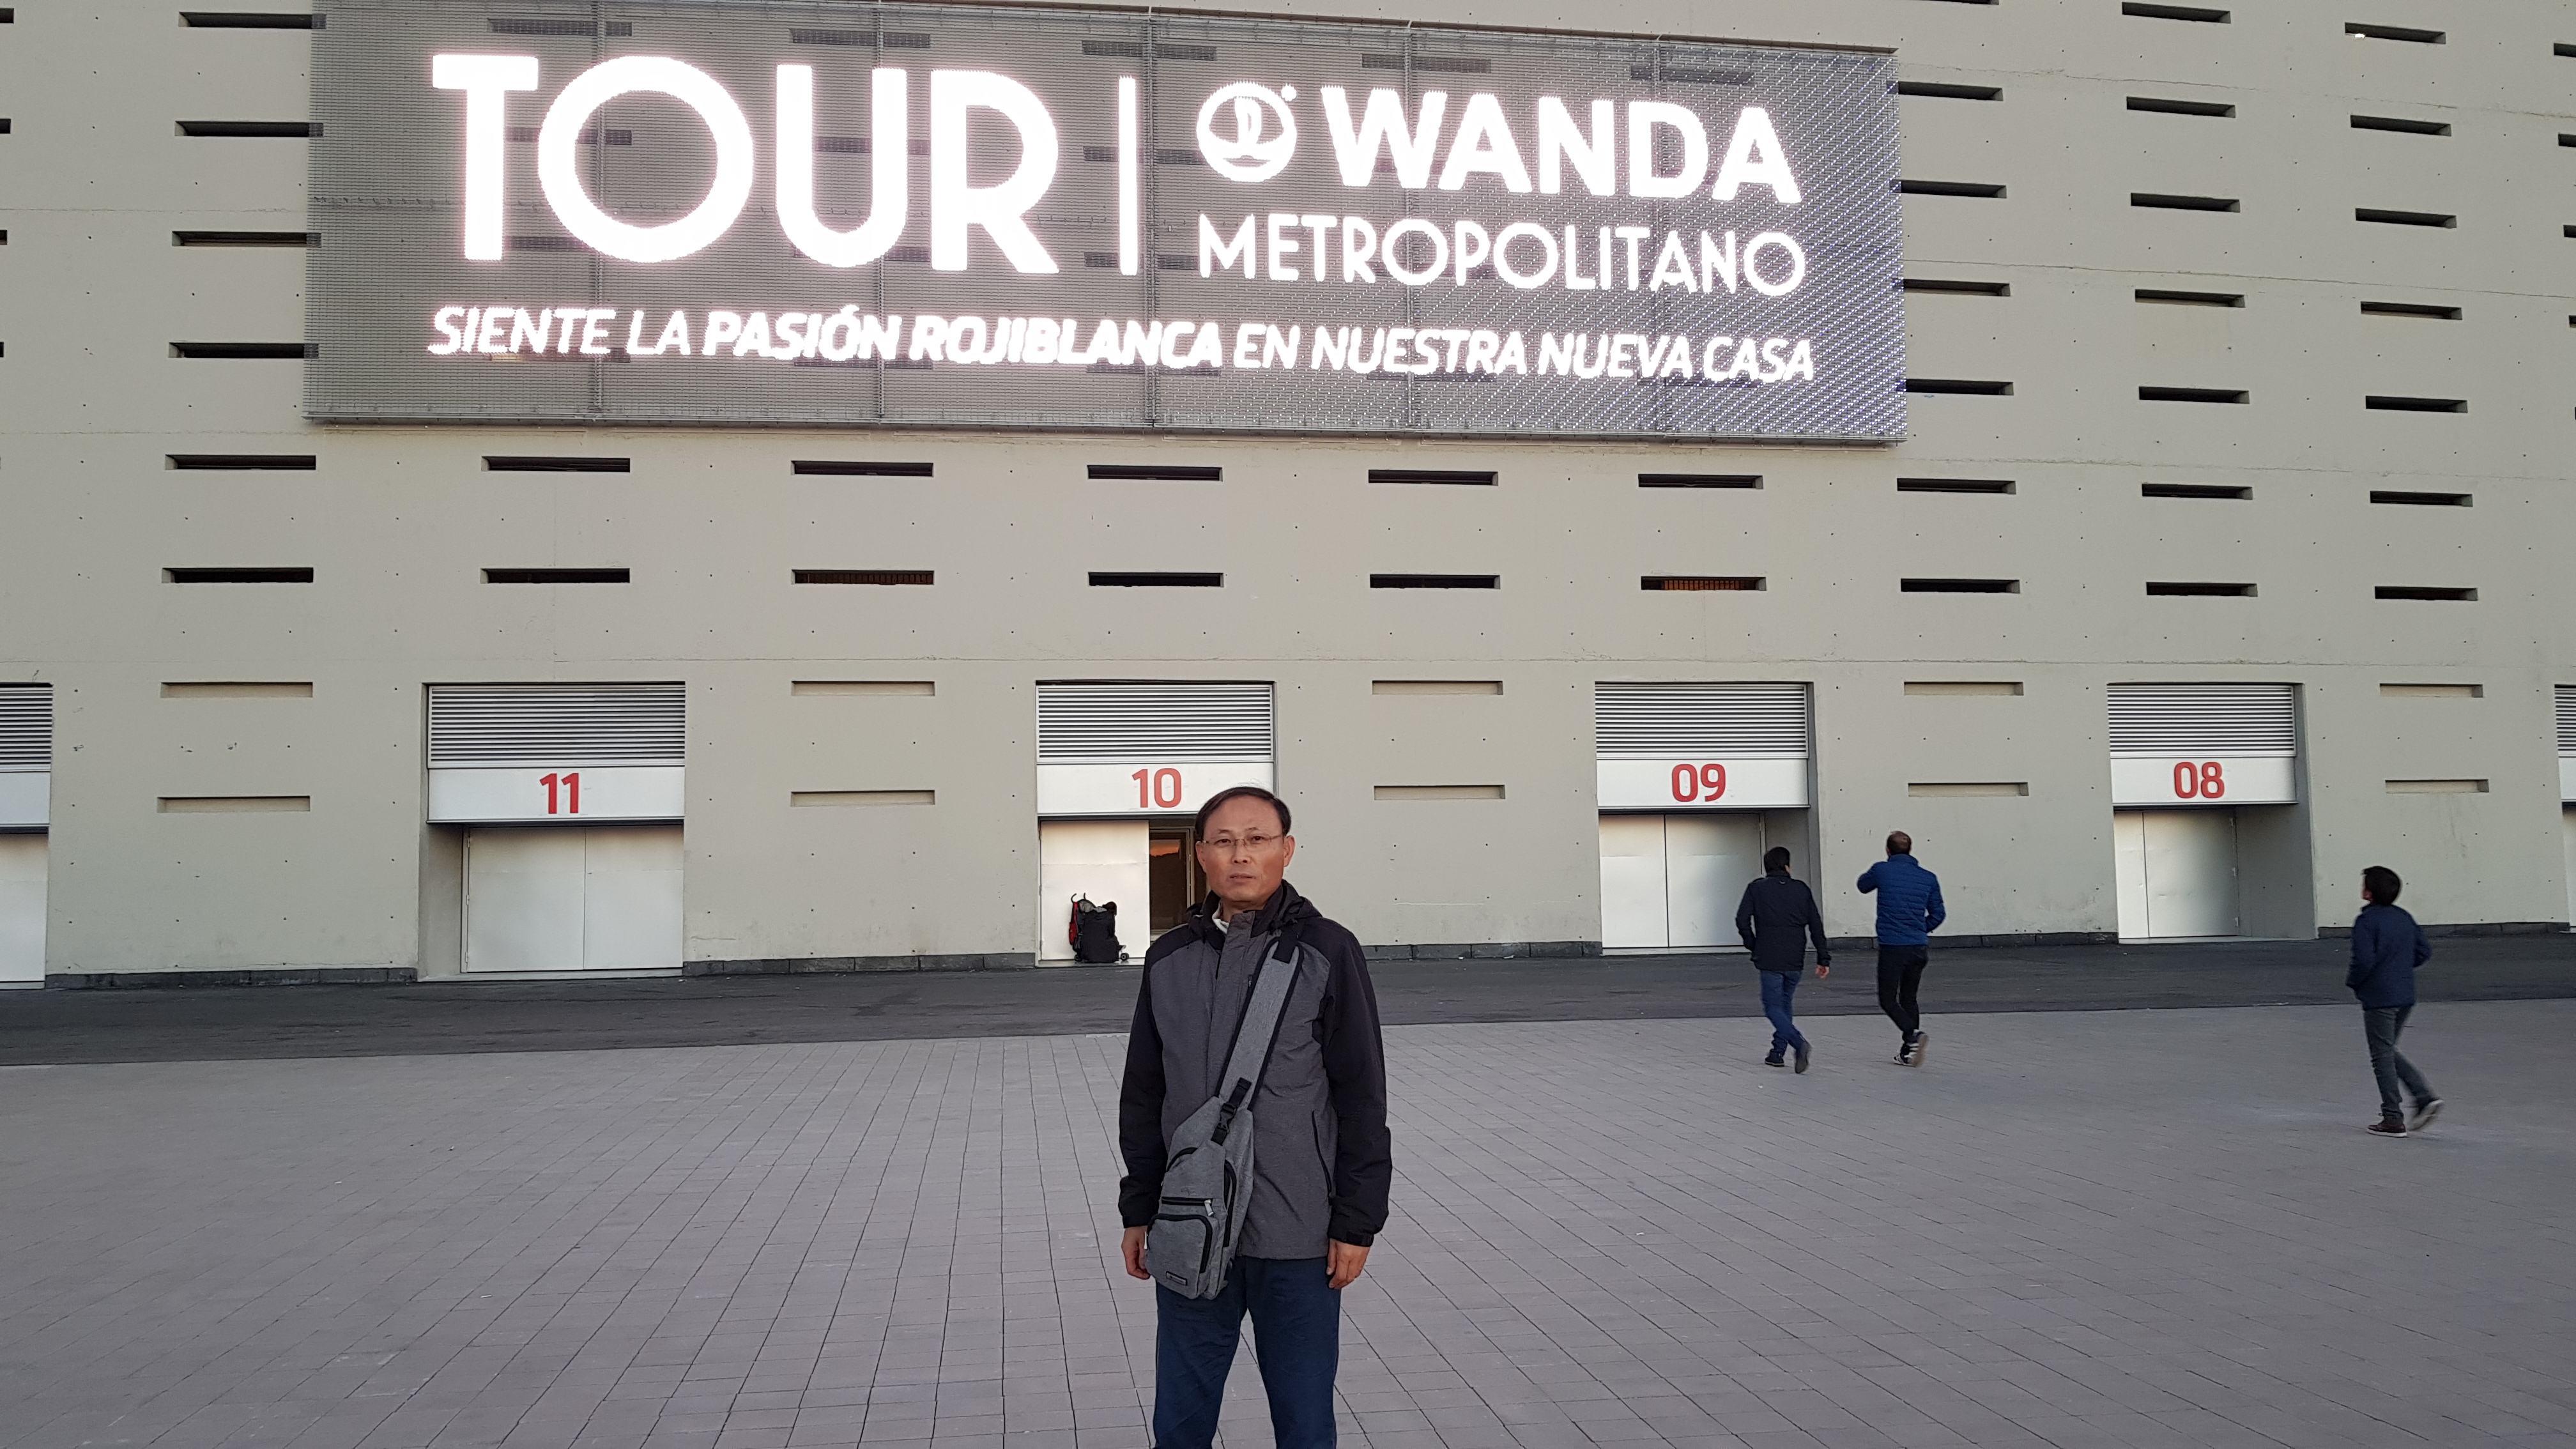 TOUR | WANDA
METROPOLITANO
SIENTE LA PASIÓN ROJIBLANCA EN NUESTRA NUEVA CASA
11
10
09
08